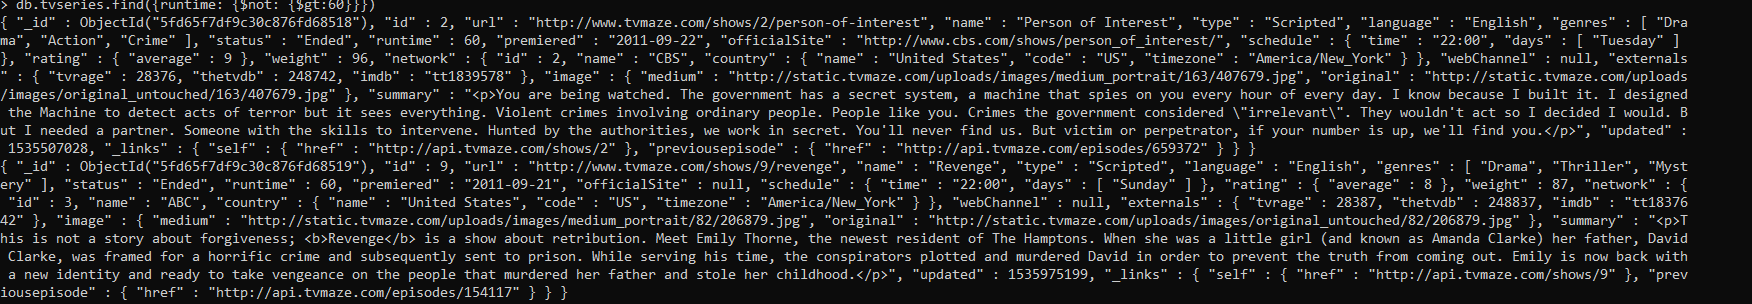 > db.tvseries.find({runtime: {$not: {$gt:60}}})
{ "_id" : ObjectId("5fd65f7df9c30c876fd68518"), "id" : 2, "url" : "http://www.tvmaze.com/shows/2/person-of-interest", "name" : "Person of Interest", "type" : "Scripted", "language" : "English", "genres" : [ "Dra
ma", "Action", "Crime" ], "status" : "Ended", "runtime" : 60, "premiered" : "2011-09-22", "officialSite" : "http://www.cbs.com/shows/person_of_interest/", "schedule" : { "time" : "22:00", "days" : [ "Tuesday" ]
}, "rating" : { "average" : 9 }, "weight" : 96, "network" : { "id" : 2, "name" : "CBS", "country" : { "name" : "United States", "code" : "US", "timezone" : "America/New_York" } }, "webChannel" : null, "externals
" : { "tvrage" : 28376, "thetvdb" : 248742, "imdb" : "tt1839578" }, "image" : { "medium" : "http://static.tvmaze.com/uploads/images/medium_portrait/163/407679.jpg", "original" : "http://static.tvmaze.com/uploads
/images/original_untouched/163/407679.jpg" }, "summary" : "<p>You are being watched. The government has a secret system, a machine that spies on you every hour of every day. I know because I built it. I designed
the Machine to detect acts of terror but it sees everything. Violent crimes involving ordinary people. People like you. Crimes the government considered \"irrelevant\". They wouldn't act so I decided I would. B
ut I needed a partner. Someone with the skills to intervene. Hunted by the authorities, we work in secret. You'll never find us. But victim or perpetrator, if your number is up, we'll find you.</p>", "updated" :
1535507028, "_links" : { "self" : { "href" : "http://api.tvmaze.com/shows/2" }, "previousepisode" : { "href" : "http://api.tvmaze.com/episodes/659372" } } }
{ "_id" : ObjectId("5fd65f7df9c30c876fd68519"), "id" : 9, "url" : "http://www.tvmaze.com/shows/9/revenge", "name" : "Revenge", "type" : "Scripted", "language" : "English", "genres" : [ "Drama", "Thriller", "Myst
ery" ], "status" : "Ended", "runtime" : 60, "premiered" : "2011-09-21", "officialSite" : null, "schedule" : { "time" : "22:00", "days" : [ "Sunday" ] }, "rating" : { "average" : 8 }, "weight" : 87, "network" : {
"id" : 3, "name" : "ABC", "country" : { "name" : "United States", "code" : "US", "timezone" : "America/New_York" } }, "webChannel" : null, "externals" : { "tvrage" : 28387, "thetvdb" : 248837, "imdb" : "tt18376
42" }, "image" : { "medium" : "http://static.tvmaze.com/uploads/images/medium_portrait/82/206879.jpg", "original" : "http://static.tvmaze.com/uploads/images/original_untouched/82/206879.jpg" }, "summary" : "<p>T
his is not a story about forgiveness; <b>Revenge</b> is a show about retribution. Meet Emily Thorne, the newest resident of The Hamptons. When she was a little girl (and known as Amanda Clarke) her father, David
Clarke, was framed for a horrific crime and subsequently sent to prison. While serving his time, the conspirators plotted and murdered David in order to prevent the truth from coming out. Emily is now back with
a new identity and ready to take vengeance on the people that murdered her father and stole her childhood.</p>", "updated" : 1535975199, "_links" : { "self" : { "href" : "http://api.tvmaze.com/shows/9" }, "prev
iousepisode" : { "href" : "http://api.tvmaze.com/episodes/154117" } } }